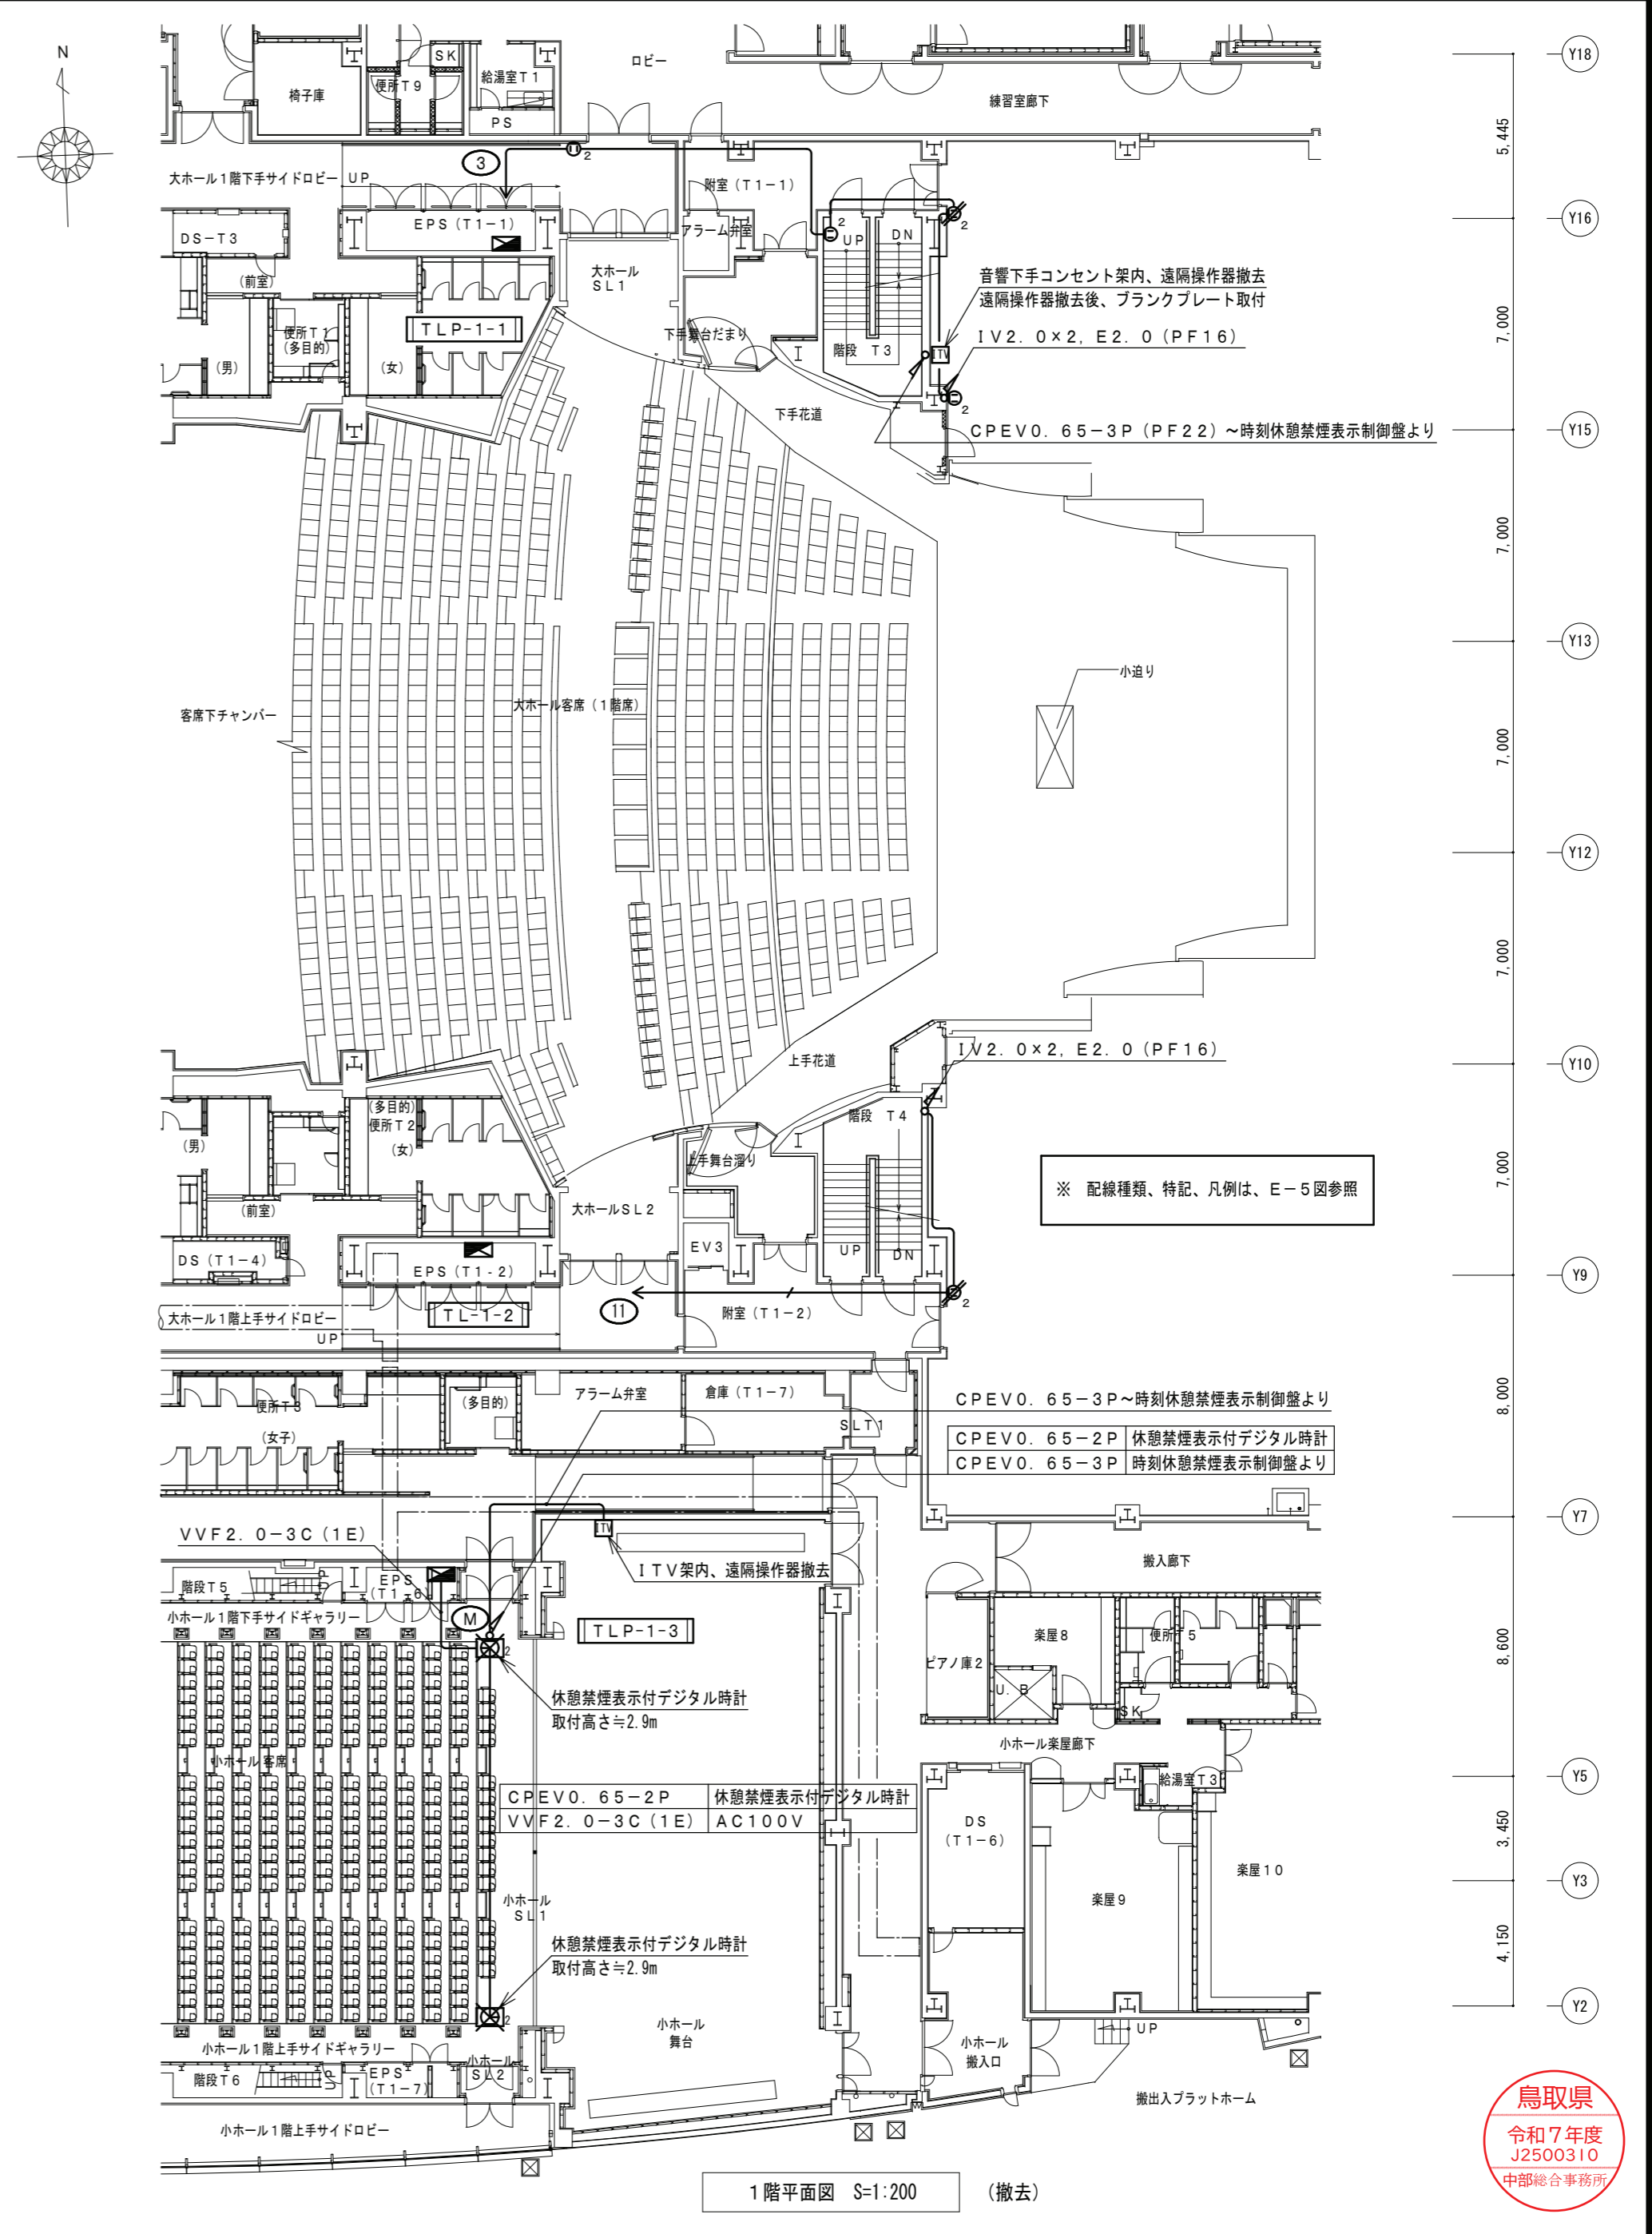 N
SK
ロビー
Y18
便所T9
給湯室T1
椅子庫
練習室廊下
PS
5,445
3
2
大ホール1階下手サイドロビー UP
附室(T1-1)
EPS(T1-1)
アラーム弁室
2
UP
DN
2
Y16
DS-T3
(前室)
大ホール
SL1
音響下手コンセント架内、遠隔操作器撤去
遠隔操作器撤去後、ブランクプレート取付
便所T1
(多目的)
TLP-1-1
下手舞台だまり
IV2.0×2,E2.0(PF16)
7,000
(男)
(女)
階段 T3
ITV
2
下手花道
CPEV0.65-3P(PF22)～時刻休憩禁煙表示制御盤より
Y15
7,000
Y13
小迫り
客席下チャンバー
大ホール客席(1階席)
7,000
Y12
7,000
上手花道
IV2.0×2,E2.0(PF16)
Y10
(多目的)
便所T2
階段 T4
(男)
(女)
上手舞台溜り
※ 配線種類、特記、凡例は、E-5図参照
7,000
(前室)
大ホールSL2
EV3
DS(T1-4)
EPS(T1-2)
UP
DN
Y9
11
2
大ホール1階上手サイドロビー
TL-1-2
附室(T1-2)
UP
アラーム弁室
倉庫(T1-7)
CPEV0.65-3P～時刻休憩禁煙表示制御盤より
8,000
便所T3
(多目的)
SLT1
(女子)
CPEV0.65-2P 休憩禁煙表示付デジタル時計
CPEV0.65-3P 時刻休憩禁煙表示制御盤より
VVF2.0-3C(1E)
ITV
Y7
ITV架内、遠隔操作器撤去
搬入廊下
階段T5
UP
EPS
(T1-6)
小ホール1階下手サイドギャラリー
M
TLP-1-3
2
楽屋8
便所T5
8,600
ピアノ庫2
U.B
SK
休憩禁煙表示付デジタル時計
取付高さ≒2.9m
小ホール楽屋廊下
小ホール客席
給湯室T3
Y5
CPEV0.65-2P 休憩禁煙表示付デジタル時計
VVF2.0-3C(1E) AC100V
DS
(T1-6)
3,450
楽屋10
小ホール
SL1
楽屋9
Y3
休憩禁煙表示付デジタル時計
取付高さ≒2.9m
4,150
2
Y2
小ホール
舞台
小ホール
搬入口
UP
小ホール1階上手サイドギャラリー
小ホール
SL2
階段T6
UP
EPS
(T1-7)
搬出入プラットホーム
小ホール1階上手サイドロビー
鳥取県
令和7年度
J2500310
中部総合事務所
1階平面図 S=1:200
(撤去)